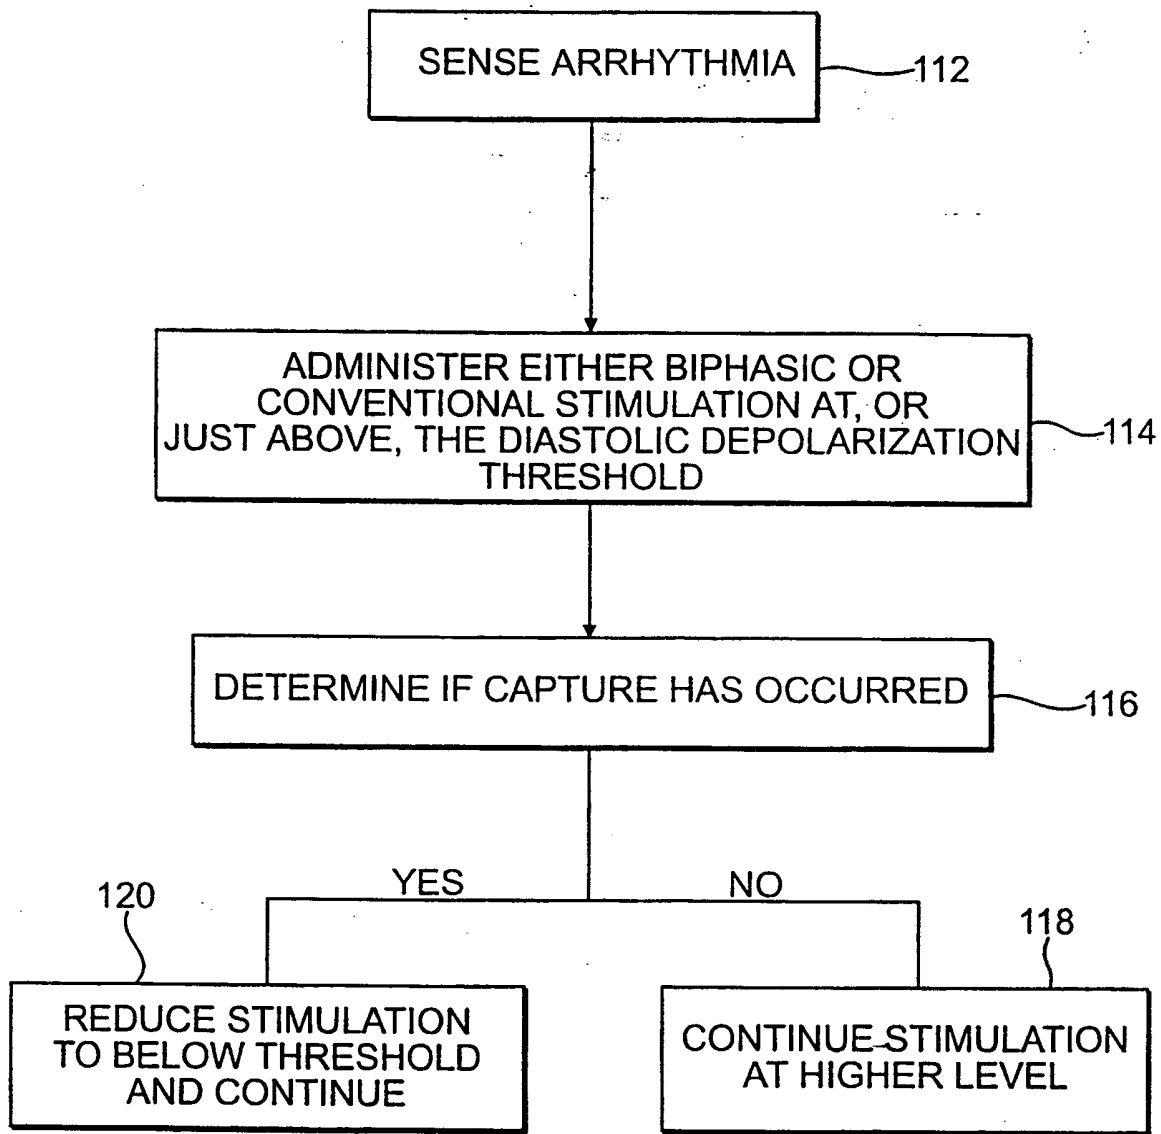 SENSE ARRHYTHMIA
112
ADMINISTER EITHER BIPHASIC OR
CONVENTIONAL STIMULATION AT, OR
JUST ABOVE, THE DIASTOLIC DEPOLARIZATION
THRESHOLD
114
DETERMINE IF CAPTURE HAS OCCURRED
116
YES
NO
120
118
REDUCE STIMULATION
TO BELOW THRESHOLD
AND CONTINUE
CONTINUE STIMULATION
AT HIGHER LEVEL